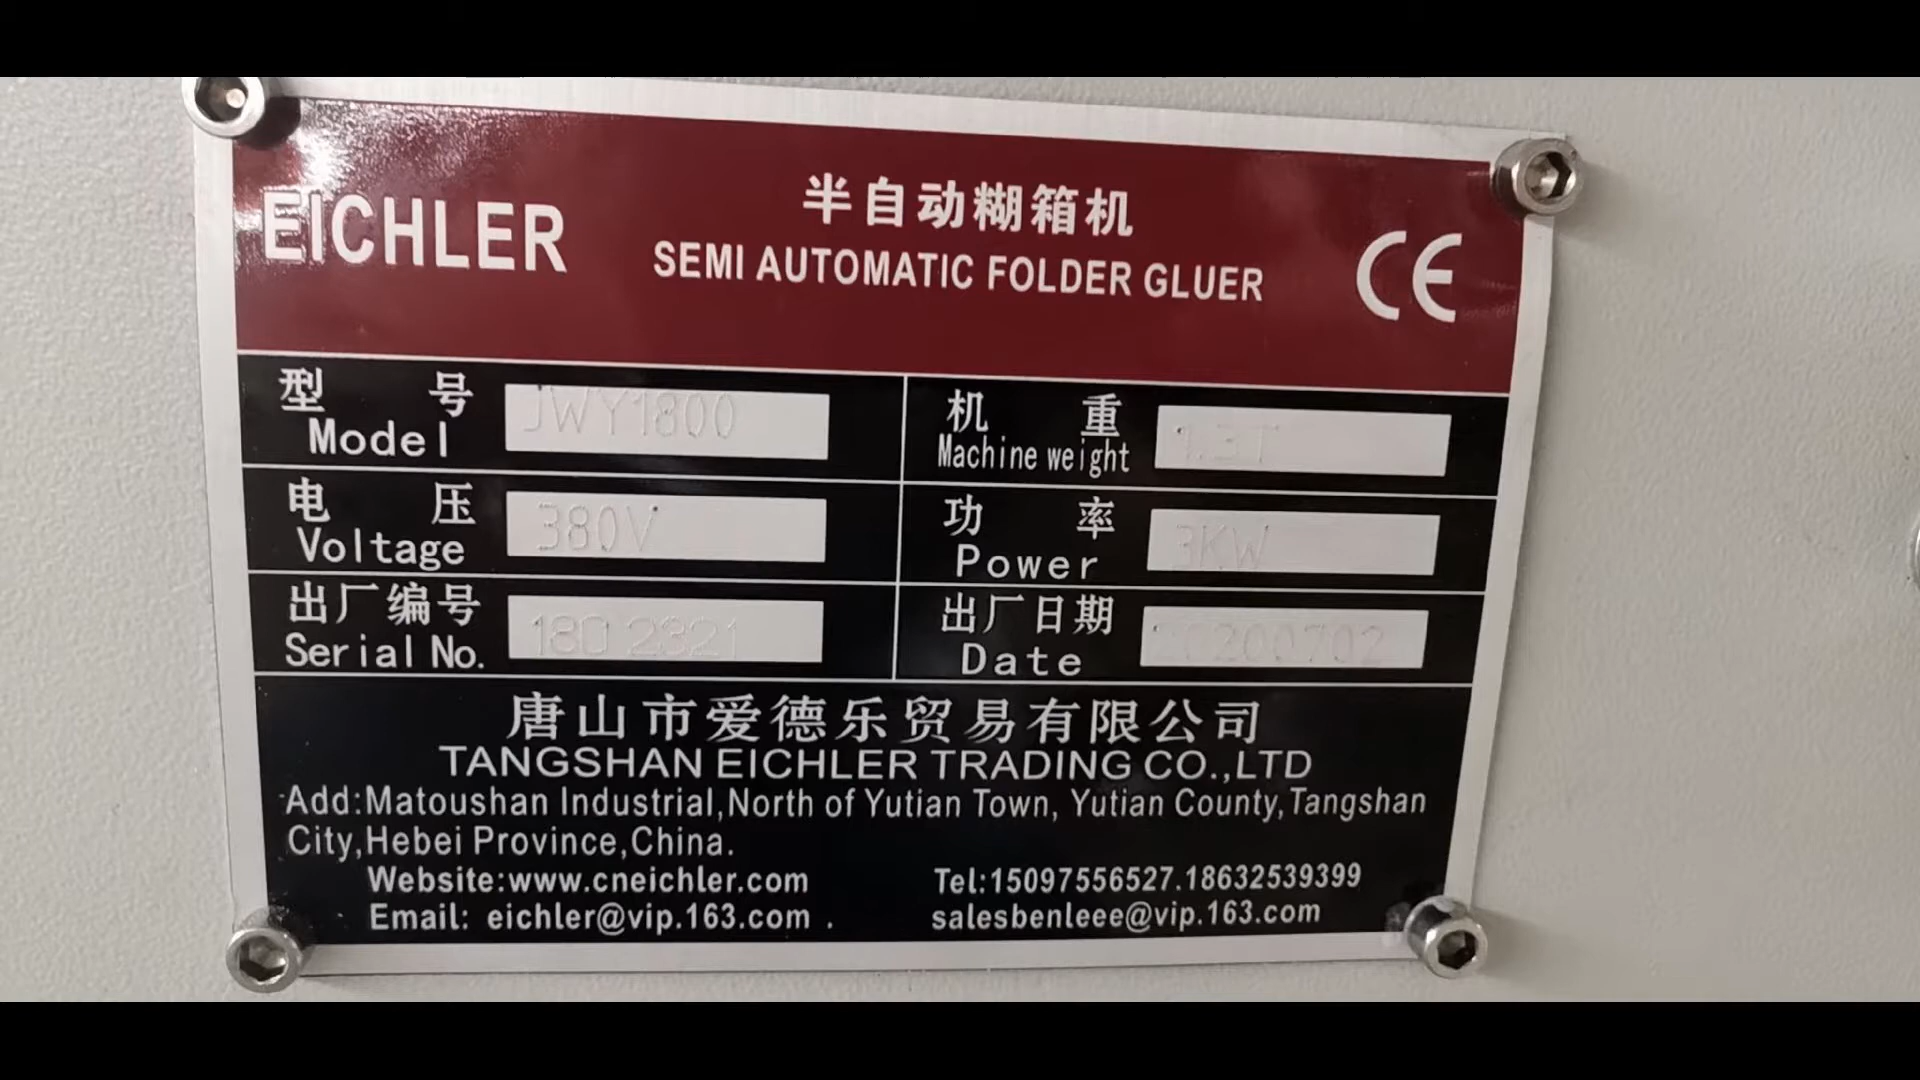 EICHLER
半自动糊箱机
SEMI AUTOMATIC FOLDER GLUER
CE
型 号
Model
JWY1800
机 重
Machine weight
1.3T
电 压
Voltage
380V
功 率
Power
3KW
出厂编号
Serial No.
180 2321
出厂日期
Date
唐山市爱德乐贸易有限公司
TANGSHAN EICHLER TRADING CO.,LTD
Add:Matoushan Industrial,North of Yutian Town, Yutian County,Tangshan
City,Hebei Province,China.
Website:www.cneichler.com
Tel:15097556527.18632539399
Email: eichler@vip.163.com .
salesbenleee@vip.163.com